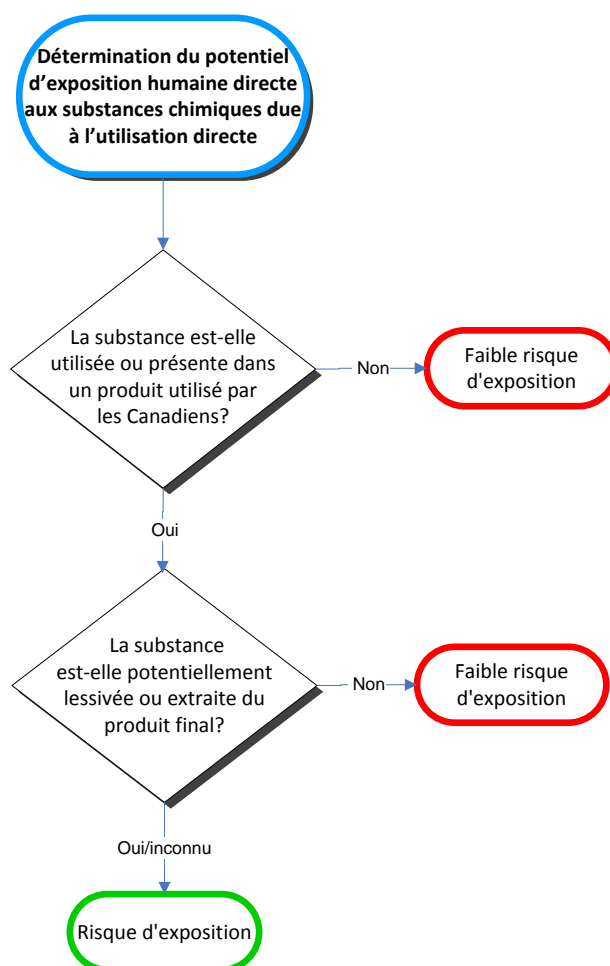 Détermination du potentiel
d’exposition humaine directe
aux substances chimiques due
à l’utilisation directe
La substance est-elle
utilisée ou présente dans
un produit utilisé par
les Canadiens?
Non
Faible risque
d'exposition
Oui
La substance
est-elle potentiellement
lessivée ou extraite du
produit final?
Non
Faible risque
d'exposition
Oui/inconnu
Risque d'exposition